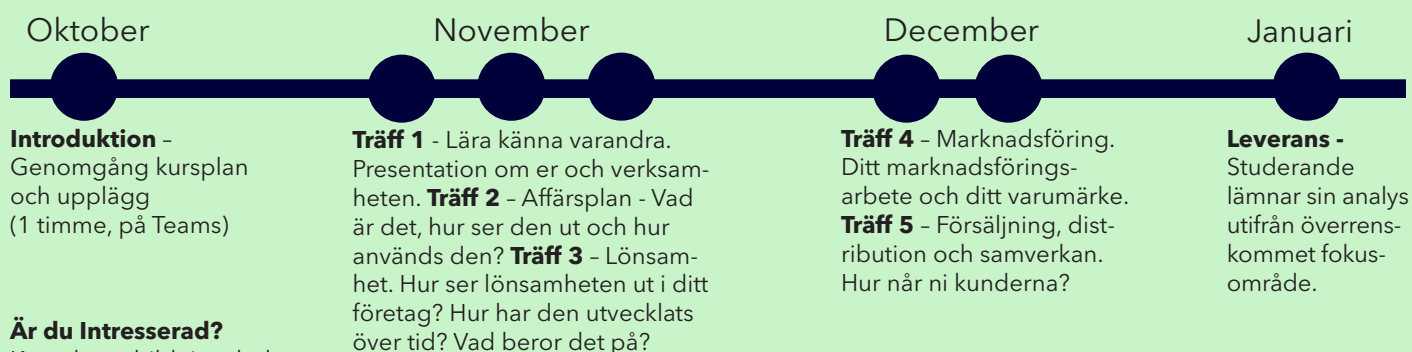 Oktober
Introduktion –
Genomgång kursplan
och upplägg
(1 timme, på Teams)
Är du Intresserad?
November
Träff 1 - Lära känna varandra.
Presentation om er och verksam-
heten. Träff 2 – Affärsplan - Vad
är det, hur ser den ut och hur
används den? Träff 3 – Lönsam-
het. Hur ser lönsamheten ut i ditt
företag? Hur har den utvecklats
över tid? Vad beror det på?
December
Träff 4 – Marknadsföring.
Ditt marknadsförings-
arbete och ditt varumärke.
Träff 5 – Försäljning, dist-
ribution och samverkan.
Hur når ni kunderna?
Januari
Leverans -
Studerande
lämnar sin analys
utifrån överrens-
kommet fokus-
område.